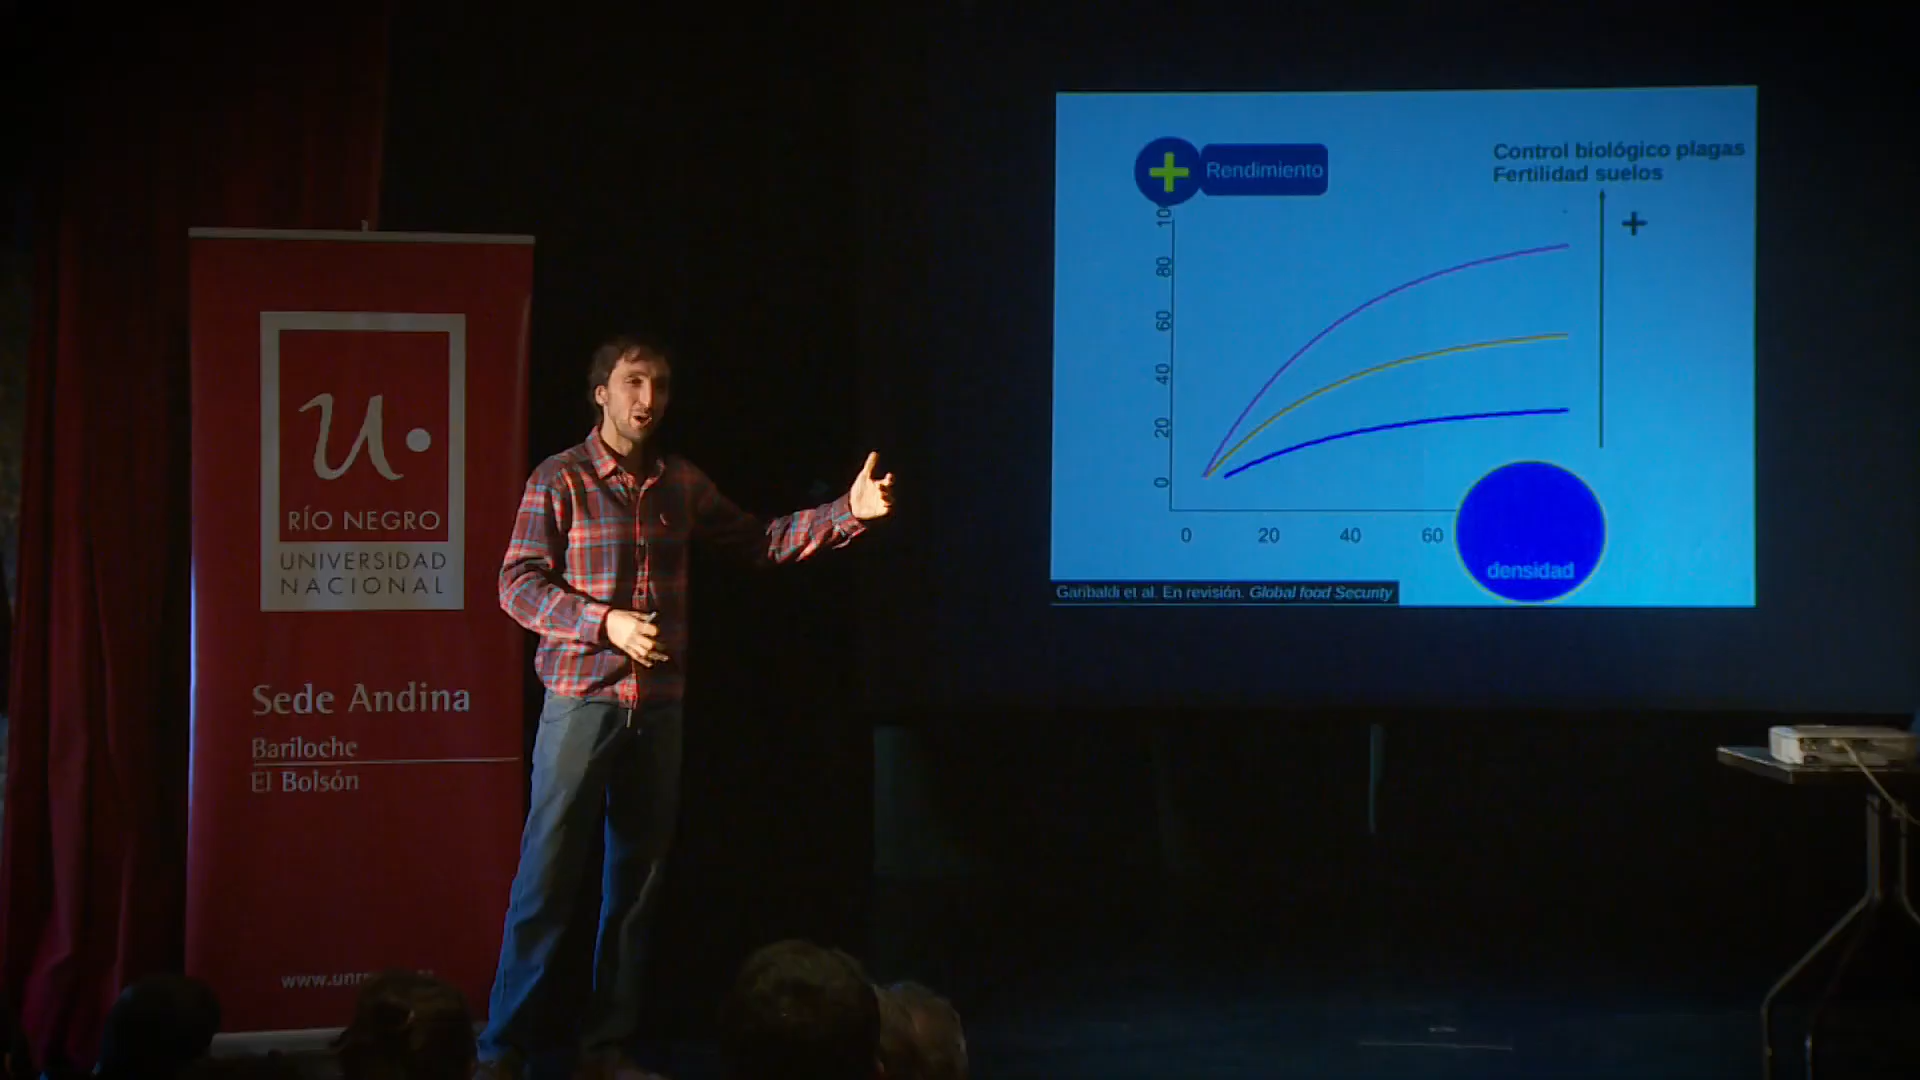 u.
RÍO NEGRO
UNIVERSIDAD
NACIONAL
Sede Andina
Bariloche
El Bolsón
Rendimiento
Control biológico plagas
Fertilidad suelos
+
80
60
40
20
0
0 20 40 60
densidad
Garibaldi et al. En revisión. Global food Security